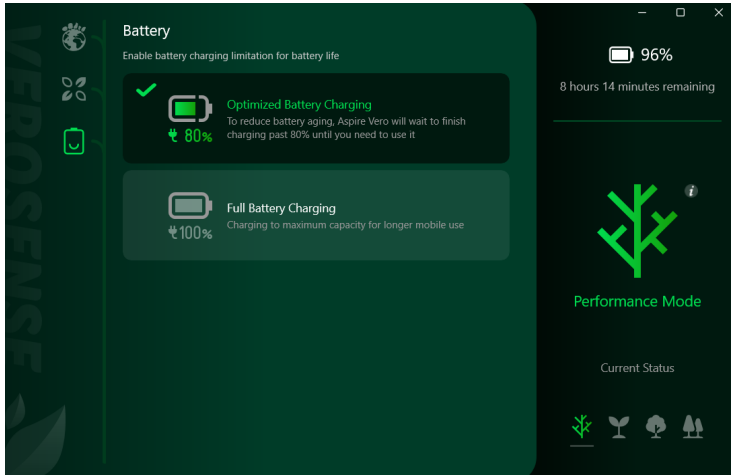 VEROSENSE
Battery
Enable battery charging limitation for battery life
Optimized Battery Charging
To reduce battery aging, Aspire Vero will wait to finish
charging past 80% until you need to use it
80%
Full Battery Charging
Charging to maximum capacity for longer mobile use
100%
96%
8 hours 14 minutes remaining
i
Performance Mode
Current Status